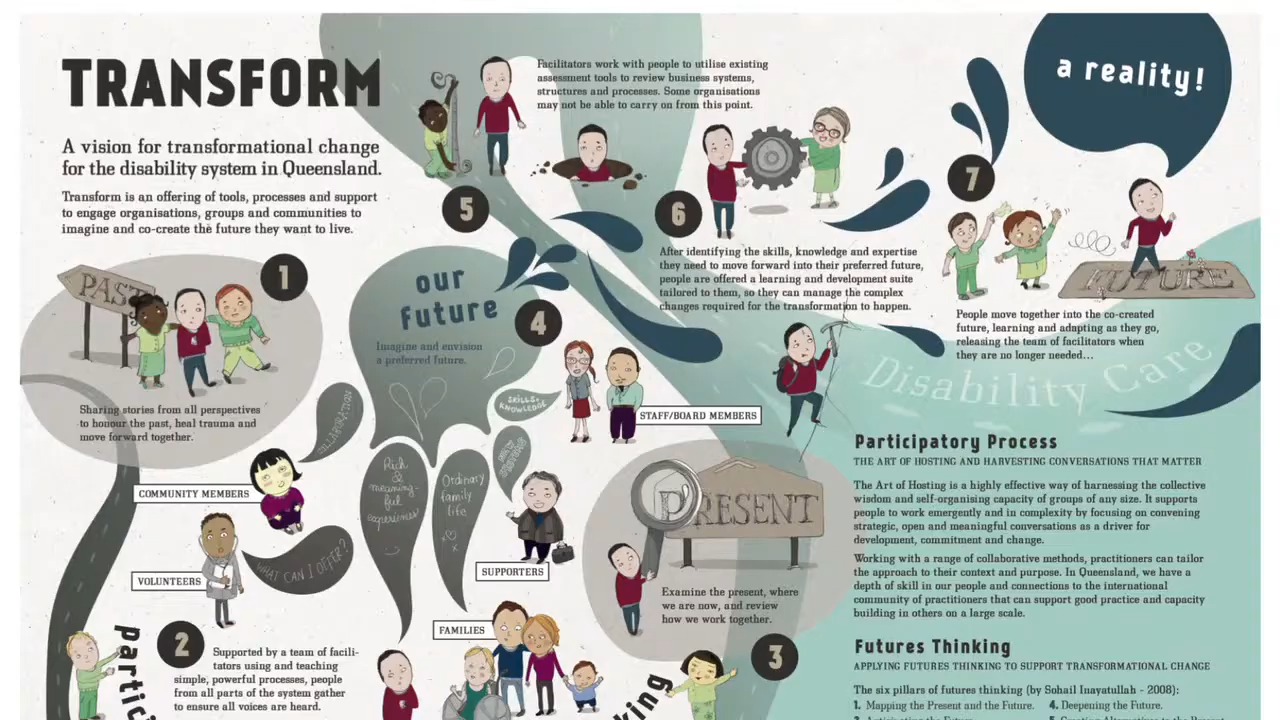 TRANSFORM
A vision for transformational change
for the disability system in Queensland.
Transform is an offering of tools, processes and support
to engage organisations, groups and communities to
imagine and co-create the future they want to live.
1
PAST
Sharing stories from all perspectives
to honour the past, heal trauma and
move forward together.
COMMUNITY MEMBERS
VOLUNTEERS
2
Supported by a team of facili-
tators using and teaching
simple, powerful processes, people
from all parts of the system gather
to ensure all voices are heard.
our
future
Imagine and envision
a preferred future.
4
COLLABORATION
SKILLS &
KNOWLEDGE
STAFF/BOARD MEMBERS
Rich
&
meaning-
ful
experiences
Ordinary
family
life
WHAT CAN I OFFER?
SUPPORTERS
FAMILIES
5
Facilitators work with people to utilise existing
assessment tools to review business systems,
structures and processes. Some organisations
may not be able to carry on from this point.
6
After identifying the skills, knowledge and expertise
they need to move forward into their preferred future,
people are offered a learning and development suite
tailored to them, so they can manage the complex
changes required for the transformation to happen.
PRESENT
Examine the present, where
we are now, and review
how we work together.
3
a reality!
7
FUTURE
People move together into the co-created
future, learning and adapting as they go,
releasing the team of facilitators when
they are no longer needed...
Disability Care
Participatory Process
THE ART OF HOSTING AND HARVESTING CONVERSATIONS THAT MATTER
The Art of Hosting is a highly effective way of harnessing the collective
wisdom and self-organising capacity of groups of any size. It supports
people to work emergently and in complexity by focusing on convening
strategic, open and meaningful conversations as a driver for
development, commitment and change.
Working with a range of collaborative methods, practitioners can tailor
the approach to their context and purpose. In Queensland, we have a
depth of skill in our people and connections to the international
community of practitioners that can support good practice and capacity
building in others on a large scale.
Futures Thinking
APPLYING FUTURES THINKING TO SUPPORT TRANSFORMATIONAL CHANGE
The six pillars of futures thinking (by Sohail Inayatullah - 2008):
1. Mapping the Present and the Future. 4. Deepening the Future.